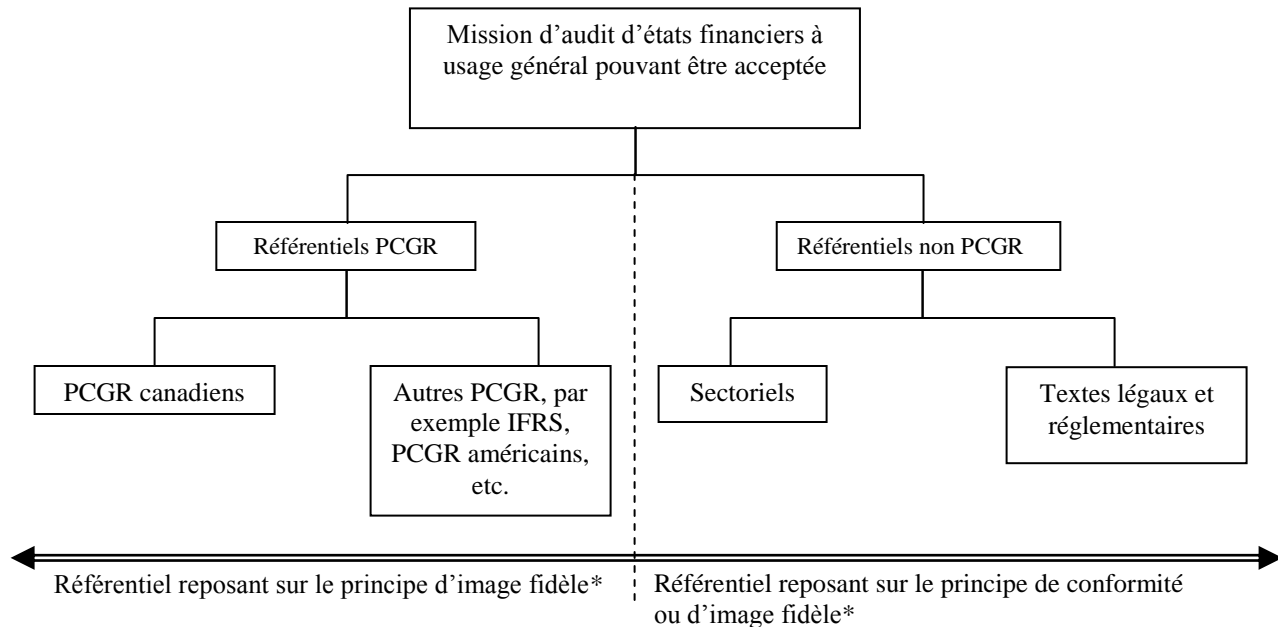 Mission d'audit d'états financiers à
usage général pouvant être acceptée
Référentiels PCGR
Référentiels non PCGR
PCGR canadiens
Autres PCGR, par
exemple IFRS,
PCGR américains,
etc.
Sectoriels
Textes légaux et
réglementaires
Référentiel reposant sur le principe d'image fidèle*
Référentiel reposant sur le principe de conformité
ou d'image fidèle*